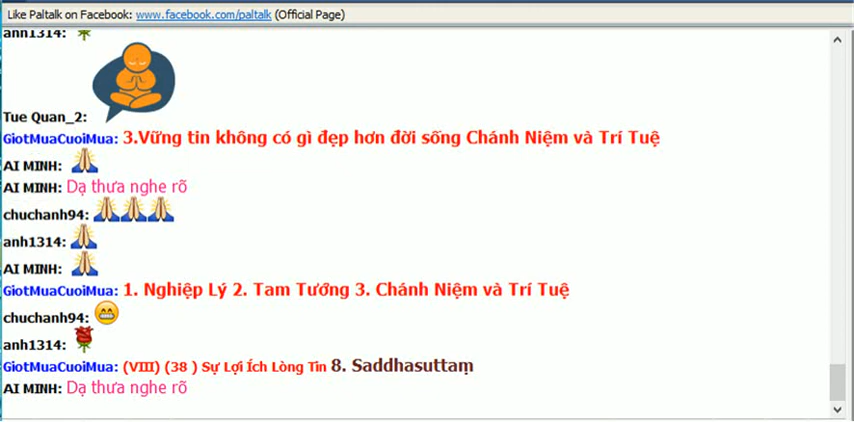 Like Paltalk on Facebook: www.facebook.com/paltalk (Official Page)
anh1314:
Tue Quan_2:
GiotMuaCuoiMua: 3.Vững tin không có gì đẹp hơn đời sống Chánh Niệm và Trí Tuệ
AI MINH:
AI MINH: Dạ thưa nghe rõ
chuchanh94:
anh1314:
AI MINH:
GiotMuaCuoiMua: 1. Nghiệp Lý 2. Tam Tướng 3. Chánh Niệm và Trí Tuệ
chuchanh94:
anh1314:
GiotMuaCuoiMua: (VIII) (38 ) Sự Lợi Ích Lòng Tin 8. Saddhasuttaṃ
AI MINH: Dạ thưa nghe rõ